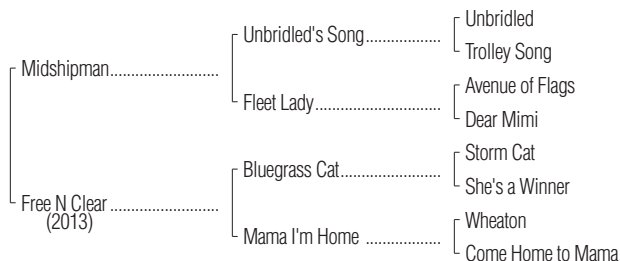 Unbridled
Unbridled's Song....................
Trolley Song
Midshipman.............................
Avenue of Flags
Fleet Lady..................................
Dear Mimi
Storm Cat
Bluegrass Cat...........................
She's a Winner
Free N Clear.............................
(2013)
Wheaton
Mama I'm Home ....................
Come Home to Mama